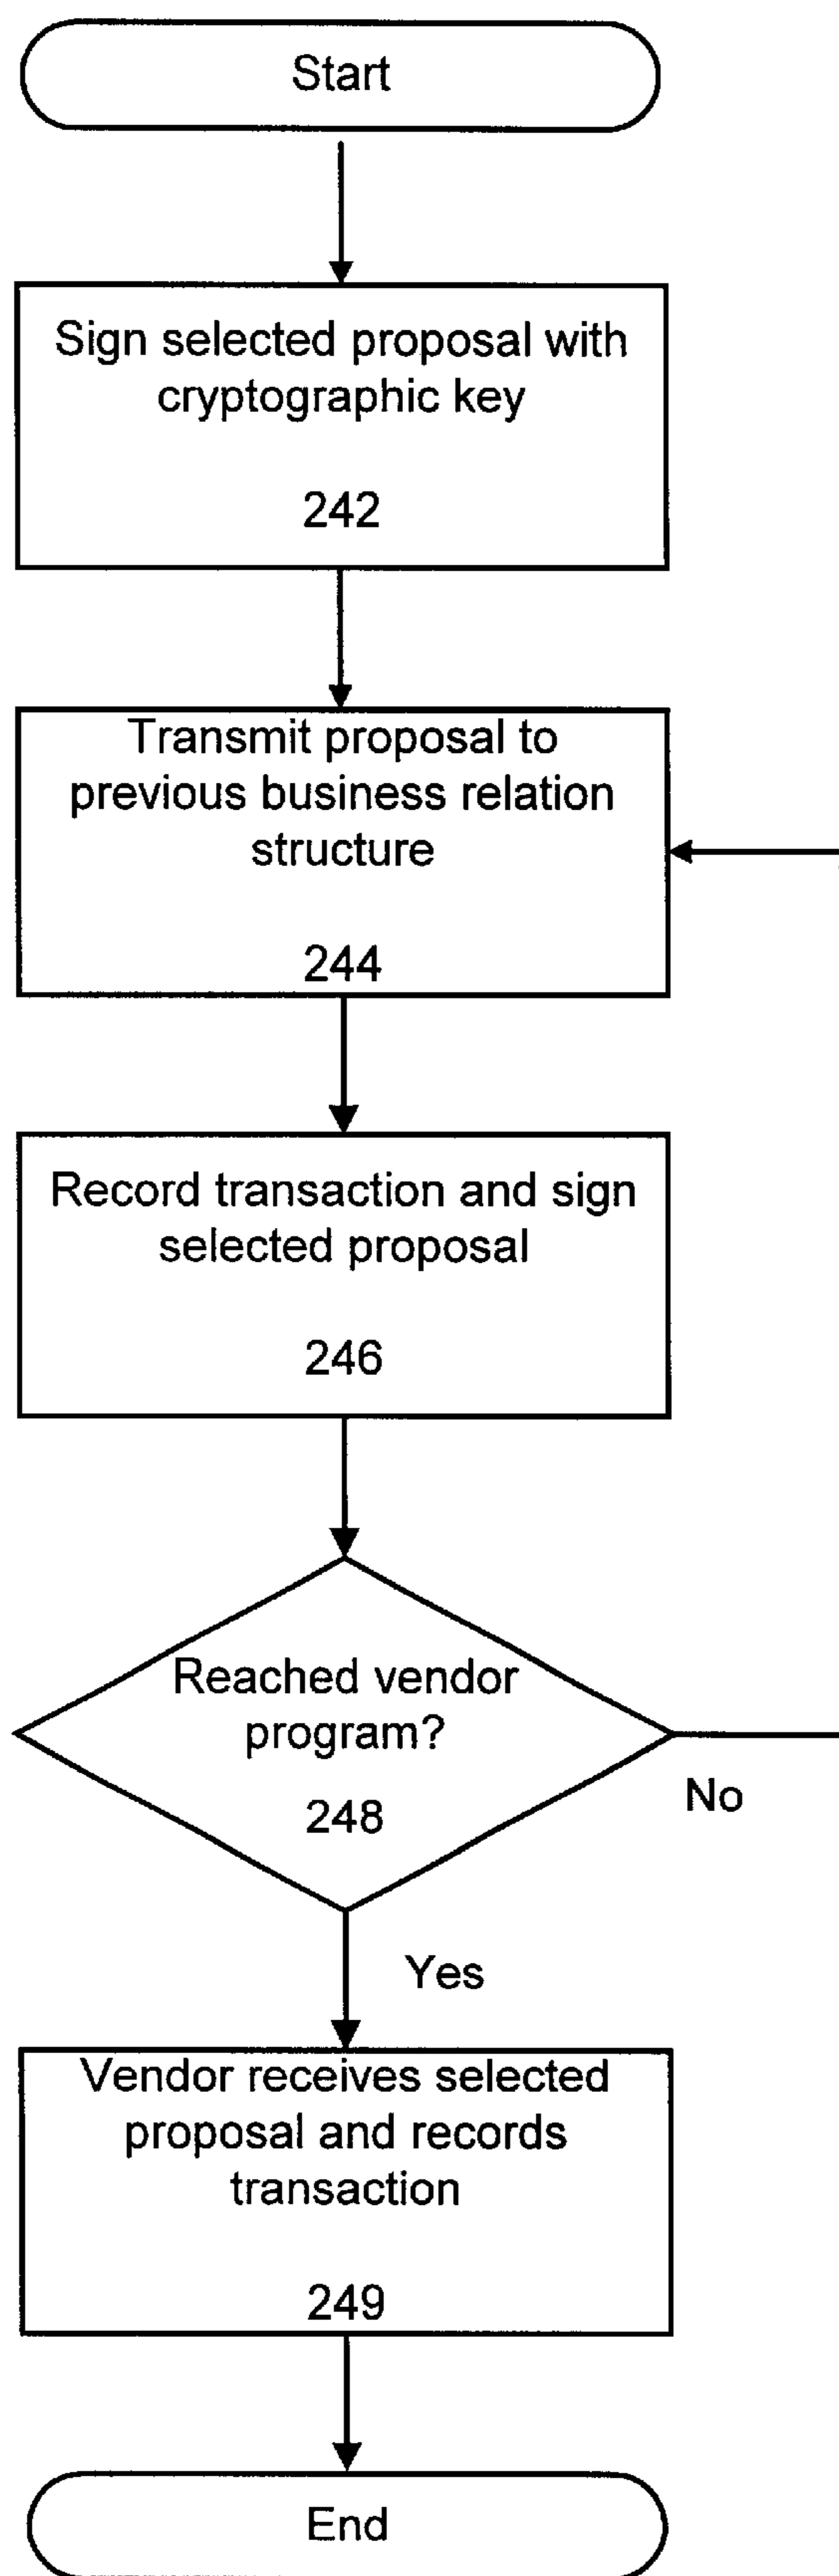 Start
Sign selected proposal with
cryptographic key
242
Transmit proposal to
previous business relation
structure
244
Record transaction and sign
selected proposal
246
Reached vendor
program?
248
No
Yes
Vendor receives selected
proposal and records
transaction
249
End